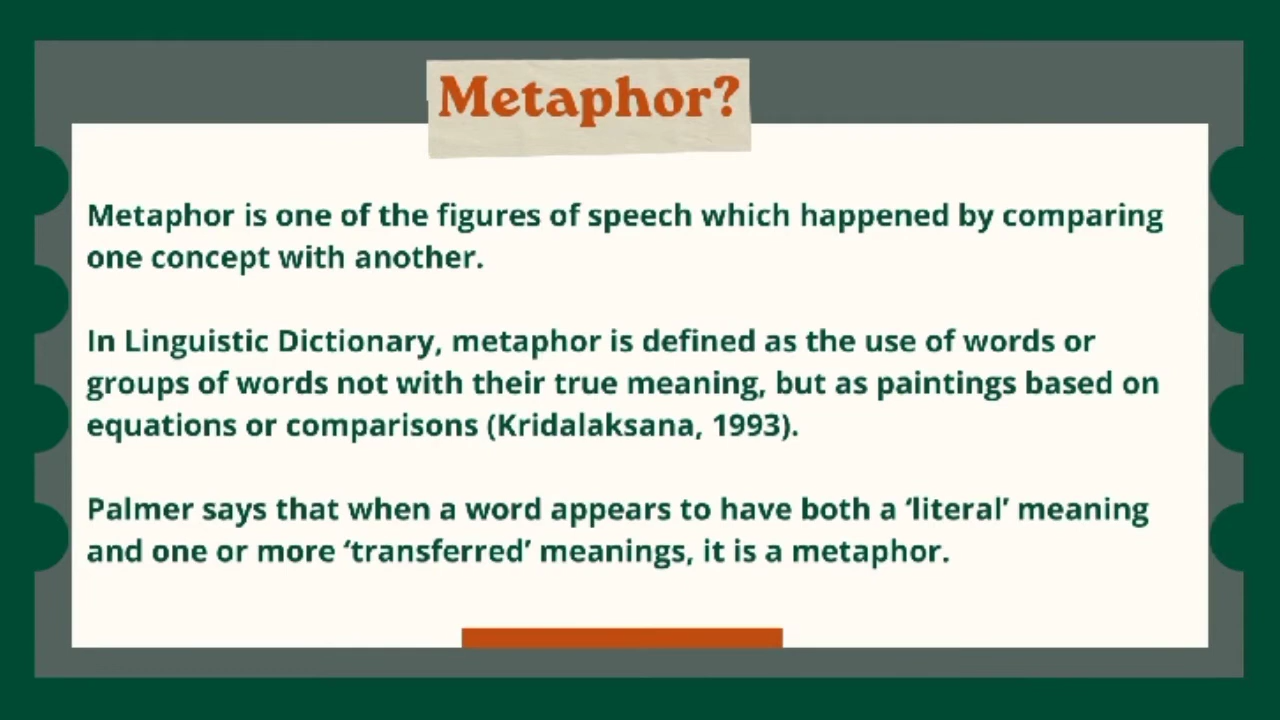 Metaphor?
Metaphor is one of the figures of speech which happened by comparing
one concept with another.
In Linguistic Dictionary, metaphor is defined as the use of words or
groups of words not with their true meaning, but as paintings based on
equations or comparisons (Kridalaksana, 1993).
Palmer says that when a word appears to have both a ‘literal’ meaning
and one or more ‘transferred’ meanings, it is a metaphor.